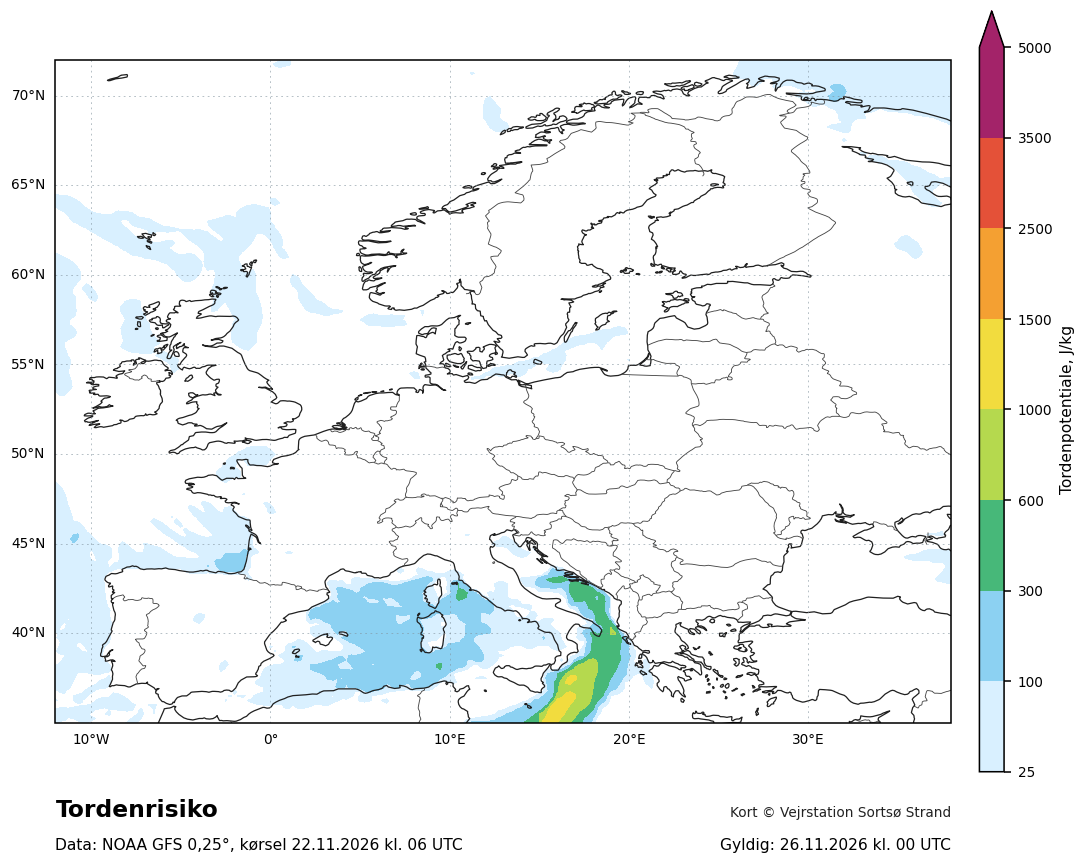 70°N
65°N
60°N
55°N
50°N
45°N
40°N
10°W
0°
10°E
20°E
30°E
5000
3500
2500
1500
1000
600
300
100
25
Tordenpotentiale, J/kg
Tordenrisiko
Kort © Vejrstation Sortsø Strand
Data: NOAA GFS 0,25°, kørsel 22.11.2026 kl. 06 UTC
Gyldig: 26.11.2026 kl. 00 UTC